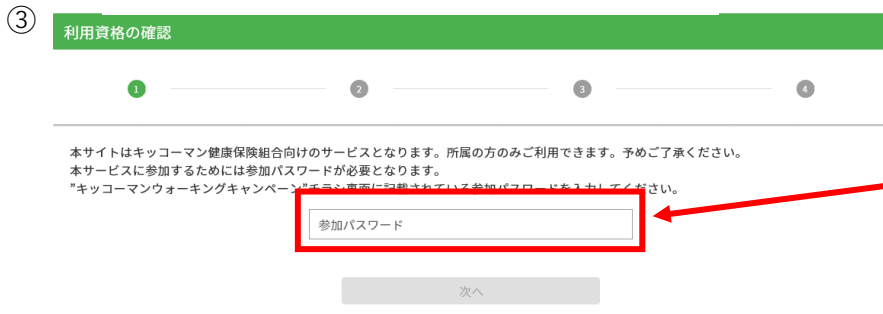 ③
利用資格の確認
1 2 3 4
本サイトはキッコーマン健康保険組合向けのサービスとなります。所属の方のみご利用できます。予めご了承ください。
本サービスに参加するためには参加パスワードが必要となります。
"キッコーマンウォーキングキャンペーン"チラシ裏面に記載されている参加パスワードを入力してください。
参加パスワード
次へ